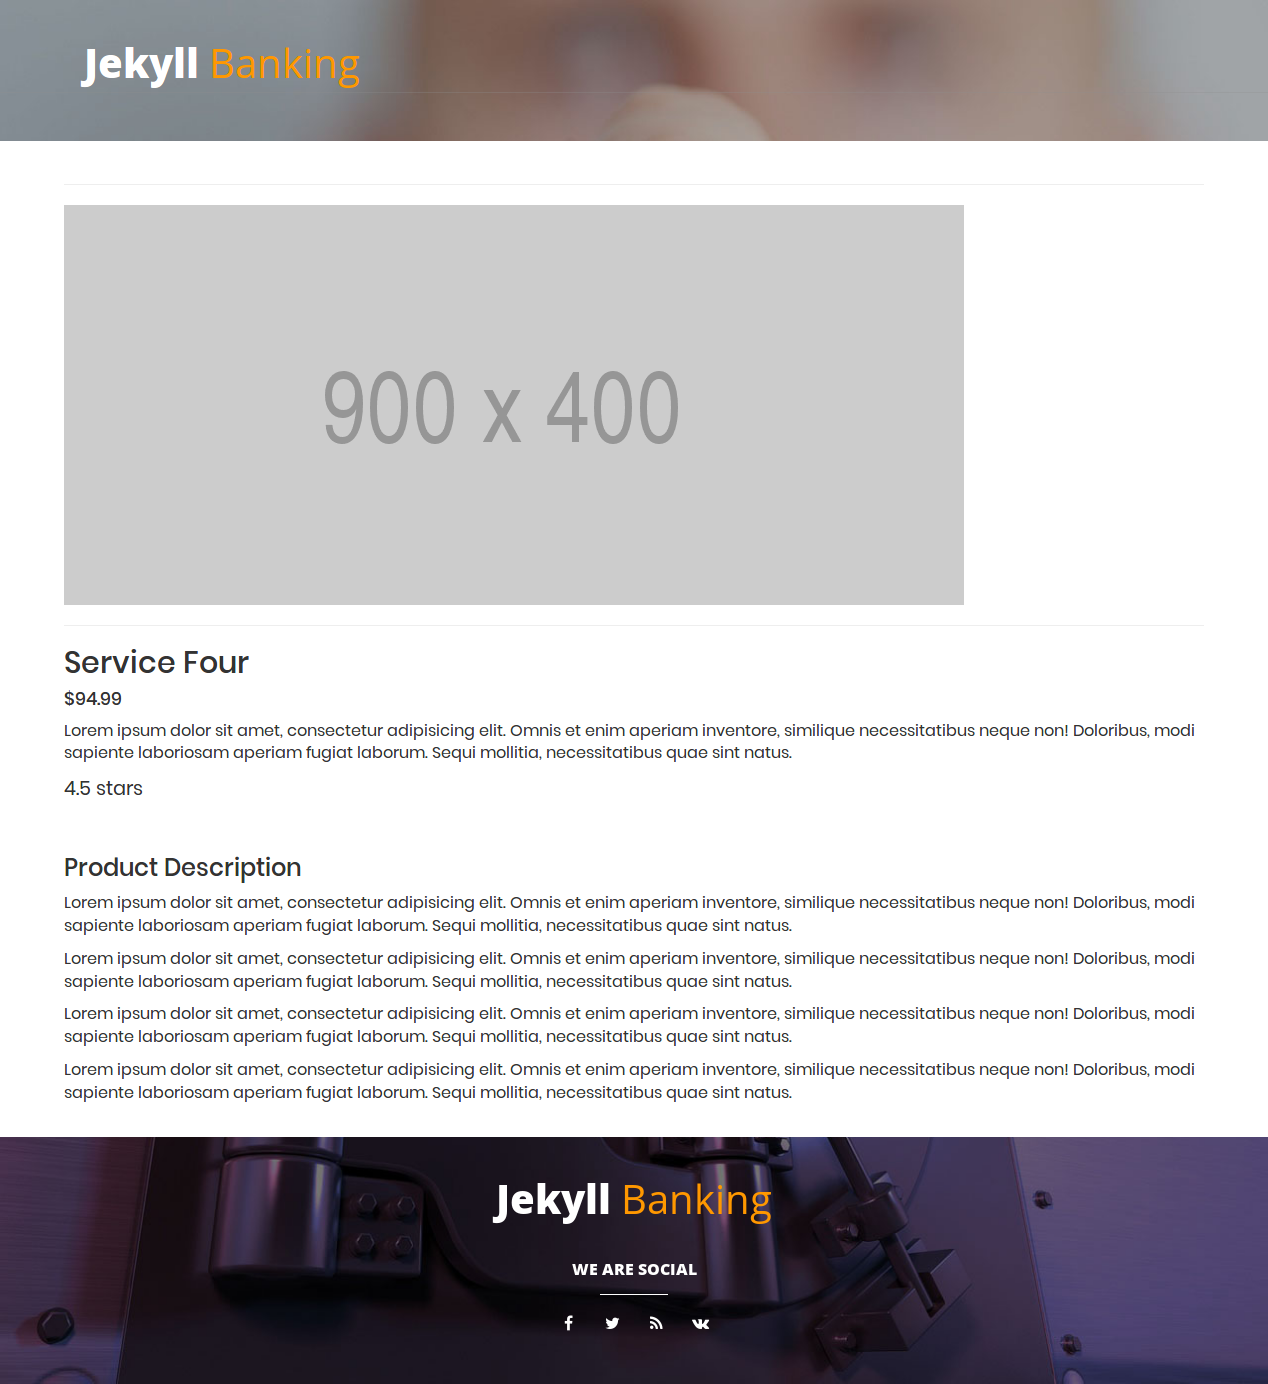 Jekyll Banking
900 x 400
Service Four
$94.99
Lorem ipsum dolor sit amet, consectetur adipisicing elit. Omnis et enim aperiam inventore, similique necessitatibus neque non! Doloribus, modi
sapiente laboriosam aperiam fugiat laborum. Sequi mollitia, necessitatibus quae sint natus.
4.5 stars
Product Description
Lorem ipsum dolor sit amet, consectetur adipisicing elit. Omnis et enim aperiam inventore, similique necessitatibus neque non! Doloribus, modi
sapiente laboriosam aperiam fugiat laborum. Sequi mollitia, necessitatibus quae sint natus.
Lorem ipsum dolor sit amet, consectetur adipisicing elit. Omnis et enim aperiam inventore, similique necessitatibus neque non! Doloribus, modi
sapiente laboriosam aperiam fugiat laborum. Sequi mollitia, necessitatibus quae sint natus.
Lorem ipsum dolor sit amet, consectetur adipisicing elit. Omnis et enim aperiam inventore, similique necessitatibus neque non! Doloribus, modi
sapiente laboriosam aperiam fugiat laborum. Sequi mollitia, necessitatibus quae sint natus.
Lorem ipsum dolor sit amet, consectetur adipisicing elit. Omnis et enim aperiam inventore, similique necessitatibus neque non! Doloribus, modi
sapiente laboriosam aperiam fugiat laborum. Sequi mollitia, necessitatibus quae sint natus.
Jekyll Banking
WE ARE SOCIAL